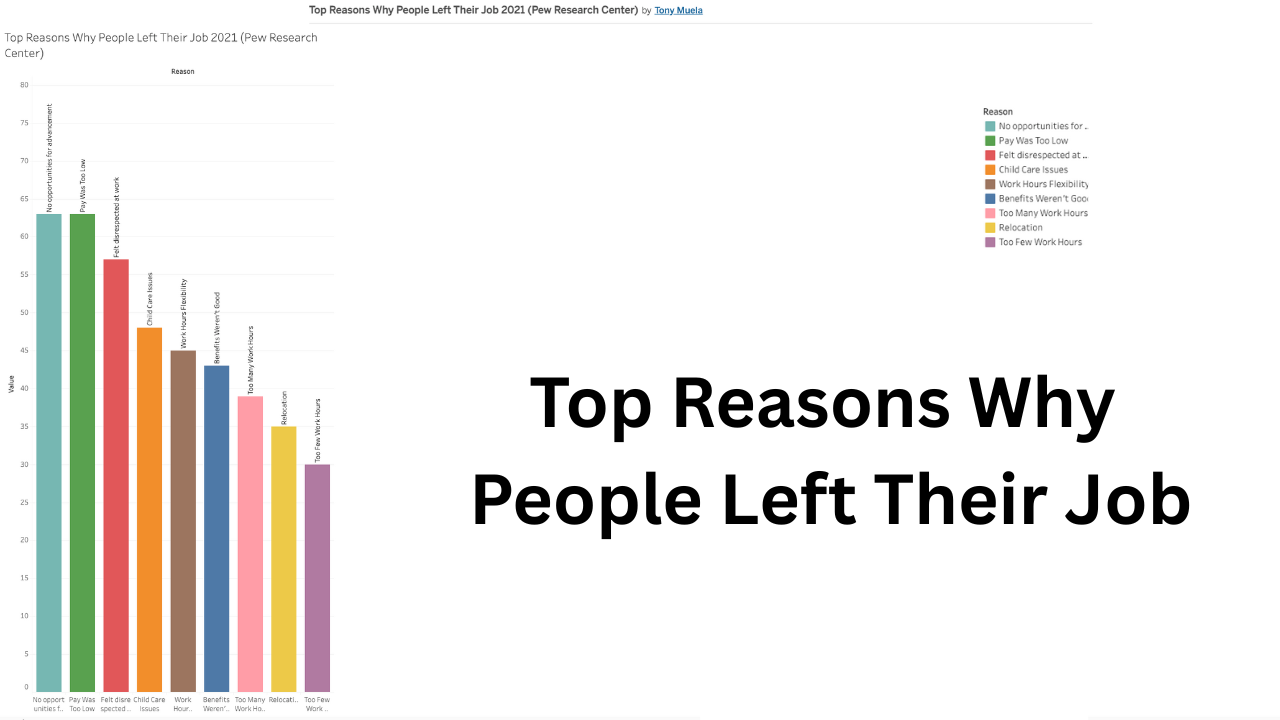 Top Reasons Why People Left Their Job 2021 (Pew Research Center) by Tony Muela
Top Reasons Why People Left Their Job 2021 (Pew Research
Center)
Reason
80
75
70
65
60
55
50
45
40
35
30
25
20
15
10
5
0
Value
No opportunities for advancement
Pay Was Too Low
Felt disrespected at work
Child Care Issues
Work Hours Flexibility
Benefits Weren't Good
Too Many Work Hours
Relocation
Too Few Work Hours
No opport
unities f..
Pay Was
Too Low
Felt disre
spected ..
Child Care
Issues
Work
Hour..
Benefits
Weren'..
Too Many
Work Ho..
Relocati..
Too Few
Work ..
Reason
No opportunities for ..
Pay Was Too Low
Felt disrespected at ..
Child Care Issues
Work Hours Flexibility
Benefits Weren't Good
Too Many Work Hours
Relocation
Too Few Work Hours
Top Reasons Why
People Left Their Job